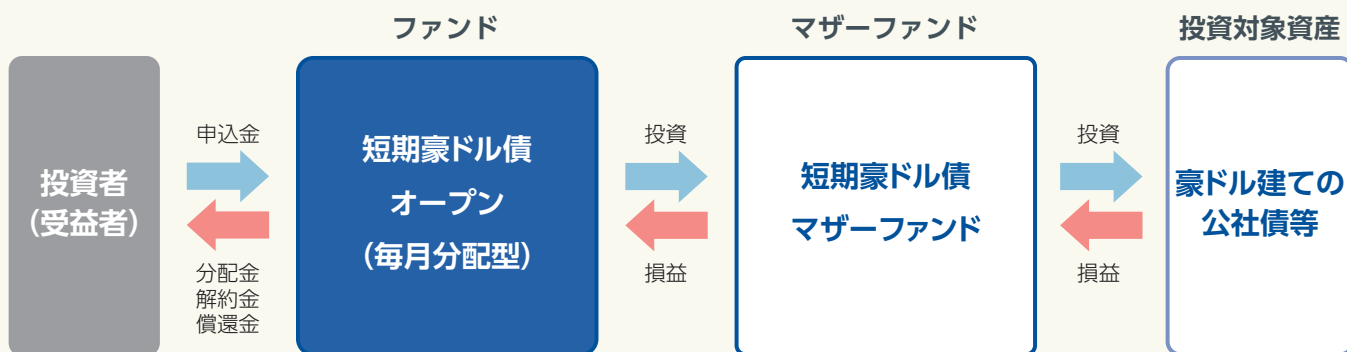 ファンド
マザーファンド
投資対象資産
投資者
(受益者)
申込金
分配金
解約金
償還金
短期豪ドル債
オープン
(毎月分配型)
投資
損益
短期豪ドル債
マザーファンド
投資
損益
豪ドル建ての
公社債等